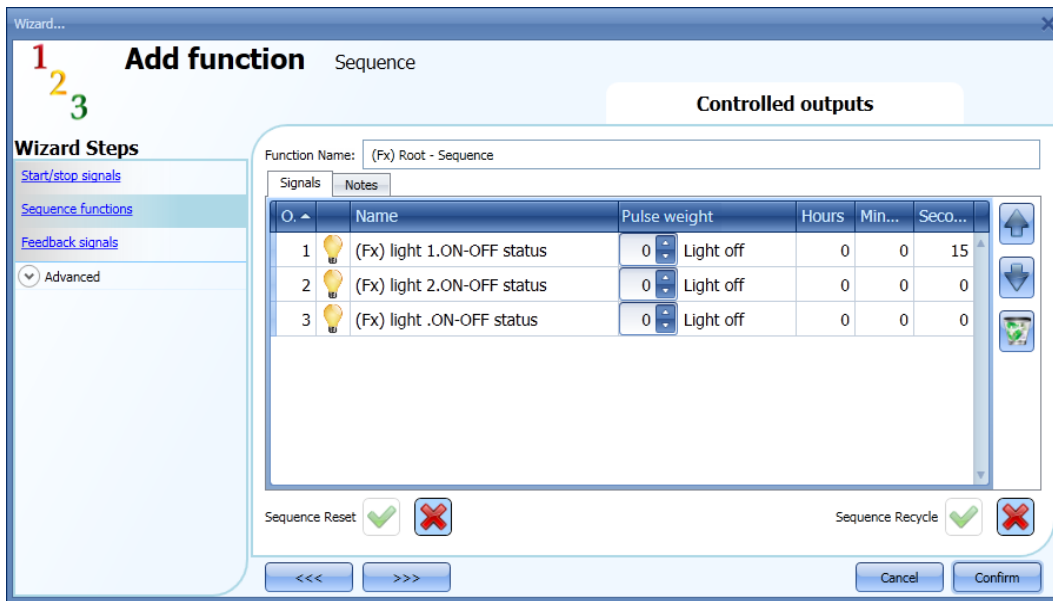 Wizard...
1 2 3
Add function Sequence
Controlled outputs
Wizard Steps
Start/stop signals
Sequence functions
Feedback signals
Advanced
Function Name: (Fx) Root - Sequence
Signals Notes
O. Name Pulse weight Hours Min... Seco...
1 (Fx) light 1.ON-OFF status 0 Light off 0 0 15
2 (Fx) light 2.ON-OFF status 0 Light off 0 0 0
3 (Fx) light .ON-OFF status 0 Light off 0 0 0
Sequence Reset Sequence Recycle
<<< >>> Cancel Confirm